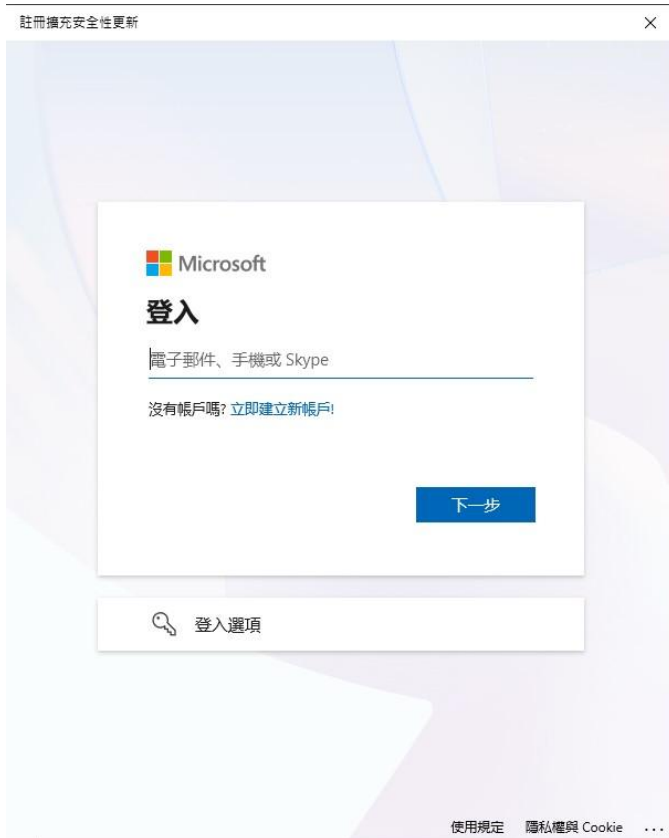 註冊擴充安全性更新
Microsoft
登入
電子郵件、手機或 Skype
沒有帳戶嗎? 立即建立新帳戶!
下一步
登入選項
使用規定 隱私權與 Cookie ...